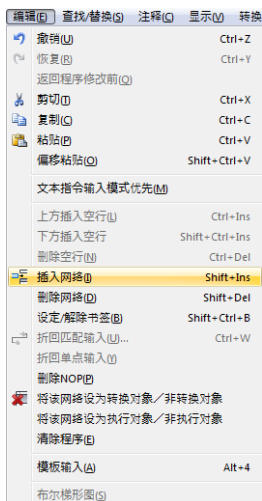 编辑(E) 查找/替换(S) 注释(C) 显示(V) 转换
撤销(U) Ctrl+Z
恢复(R) Ctrl+Y
返回程序修改前(Q)
剪切(T) Ctrl+X
复制(C) Ctrl+C
粘贴(P) Ctrl+V
偏移粘贴(O) Shift+Ctrl+V
文本指令输入模式优先(M)
上方插入空行(L) Ctrl+Ins
下方插入空行 Shift+Ctrl+Ins
删除空行(N) Ctrl+Del
插入网络(I) Shift+Ins
删除网络(D) Shift+Del
设定/解除书签(B) Shift+Ctrl+B
折回匹配输入(U)... Ctrl+W
折回单点输入(Y)
删除NOP(P)
将该网络设为转换对象／非转换对象
将该网络设为执行对象／非执行对象
清除程序(E)
模板输入(A) Alt+4
布尔梯形图(S)